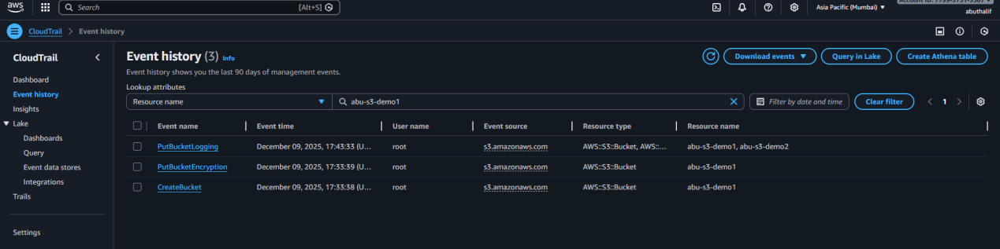 aws
Search [Alt+S]
Asia Pacific (Mumbai) ▼
abuthalif
CloudTrail > Event history
CloudTrail
Dashboard
Event history
Insights
Lake
Dashboards
Query
Event data stores
Integrations
Trails
Settings
Event history (3) Info
Download events ▼ Query in Lake Create Athena table
Event history shows you the last 90 days of management events.
Lookup attributes
Resource name abu-s3-demo1 Filter by date and time Clear filter 1
Event name Event time User name Event source Resource type Resource name
PutBucketLogging December 09, 2025, 17:43:33 (U... root s3.amazonaws.com AWS::S3::Bucket, AWS::... abu-s3-demo1, abu-s3-demo2
PutBucketEncryption December 09, 2025, 17:33:39 (U... root s3.amazonaws.com AWS::S3::Bucket abu-s3-demo1
CreateBucket December 09, 2025, 17:33:38 (U... root s3.amazonaws.com AWS::S3::Bucket abu-s3-demo1